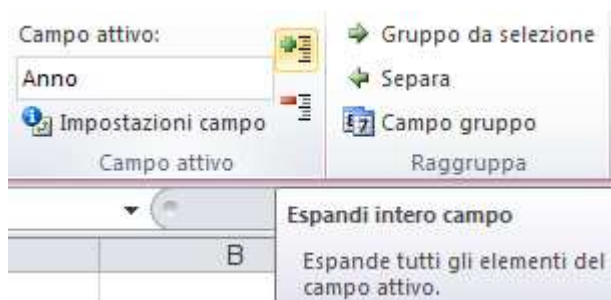 Campo attivo:
Anno
Impostazioni campo
Campo attivo
Gruppo da selezione
Separa
Campo gruppo
Raggruppa
B
Espandi intero campo
Espande tutti gli elementi del
campo attivo.